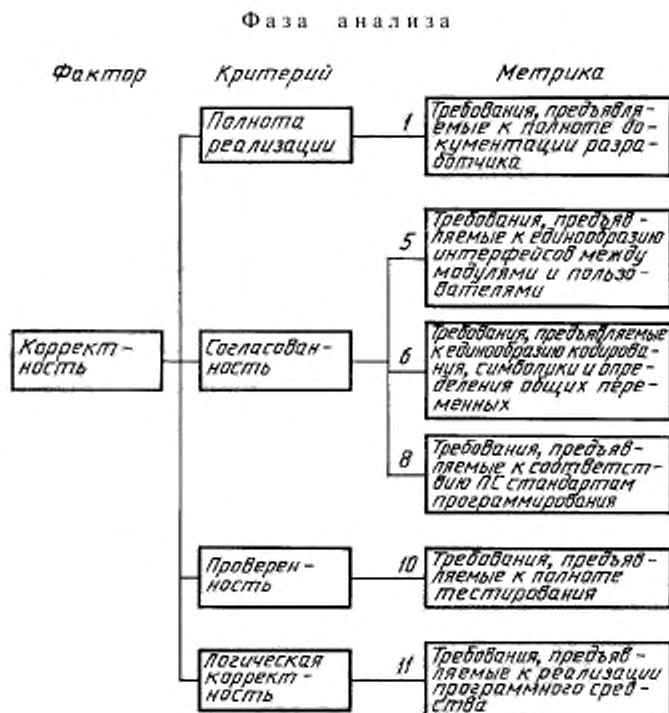 Фаза анализа
Фактор Критерий Метрика
Полнота
реализации
1
Требования, предъявля-
емые к полноте до-
кументации разра-
ботчика
5
Требования, предъяв-
ляемые к единообразию
интерфейсов между
модулями и пользо-
вателями
Коррект-
ность
Согласован-
ность
6
Требования, предъявляемые
к единообразию кодирова-
ния, символики и опре-
деления общих пере-
менных
8
Требования, предъяв-
ляемые к соответст-
вию ПС стандартам
программирования
Проверен-
ность
10
Требования, предъяв-
ляемые к полноте
тестирования
Логическая
коррект-
ность
11
Требования, предъяв-
ляемые к реализации
программного сред-
ства